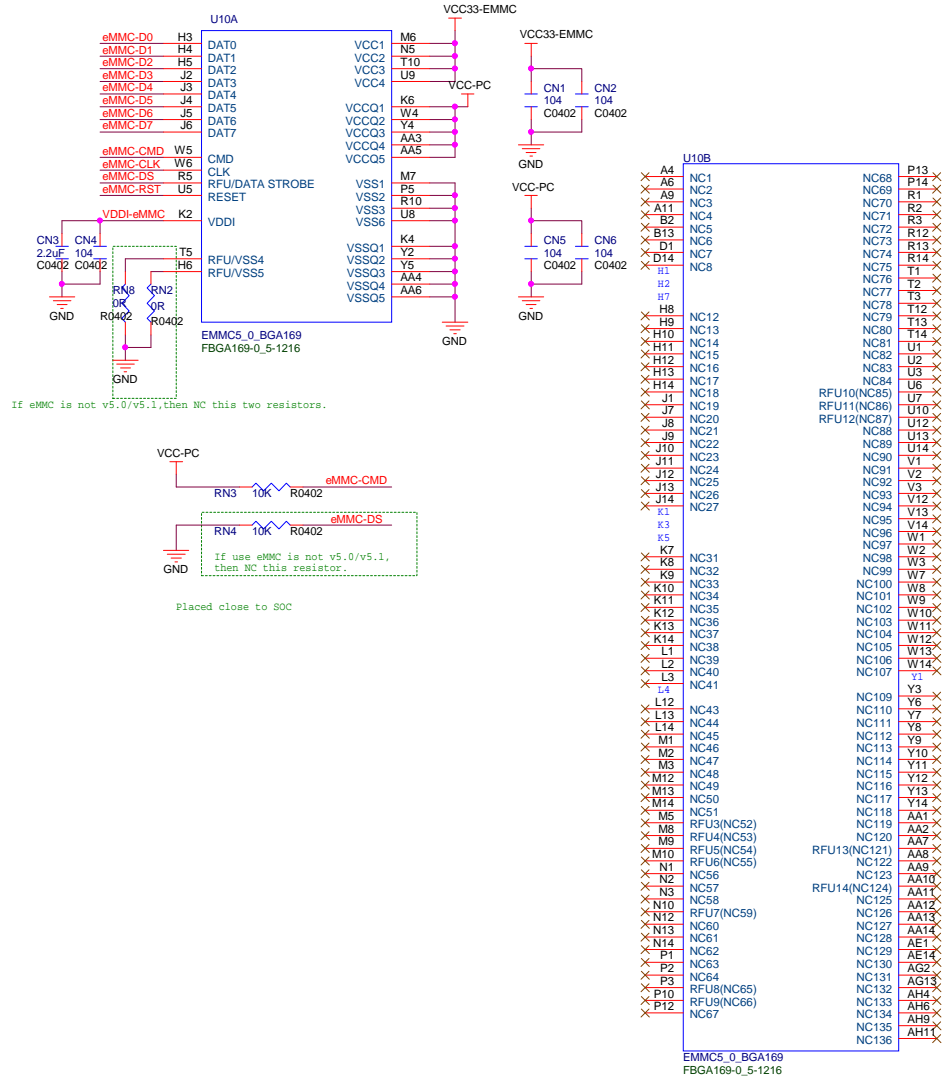 U10A
VCC33-EMMC
eMMC-D0 H3 DAT0 VCC1 M6
eMMC-D1 H4 DAT1 VCC2 N5
eMMC-D2 H5 DAT2 VCC3 T10
eMMC-D3 J2 DAT3 VCC4 U9
eMMC-D4 J3 DAT4
VCC-PC
eMMC-D5 J4 DAT5 VCCQ1 K6
eMMC-D6 J5 DAT6 VCCQ2 W4
eMMC-D7 J6 DAT7 VCCQ3 Y4
VCCQ4 AA3
VCCQ5 AA5
eMMC-CMD W5 CMD
eMMC-CLK W6 CLK
eMMC-DS R5 RFU/DATA STROBE VSS1 M7
eMMC-RST U5 RESET VSS2 P5
VSS3 R10
VDDI-eMMC K2 VDDI VSS6 U8
VSSQ1 K4
T5 RFU/VSS4 VSSQ2 Y2
H6 RFU/VSS5 VSSQ3 Y5
VSSQ4 AA4
VSSQ5 AA6
CN3 CN4
2.2uF 104
C0402 C0402
GND
RN8 RN2
0R 0R
R0402 R0402
GND
EMMC5_0_BGA169
FBGA169-0_5-1216
GND
If eMMC is not v5.0/v5.1,then NC this two resistors.
VCC33-EMMC
CN1 CN2
104 104
C0402 C0402
GND
VCC-PC
CN5 CN6
104 104
C0402 C0402
GND
VCC-PC
RN3 10K R0402 eMMC-CMD
RN4 10K R0402 eMMC-DS
GND
If use eMMC is not v5.0/v5.1,
then NC this resistor.
Placed close to SOC
U10B
A4 NC1
A6 NC2
A9 NC3
A11 NC4
B2 NC5
B13 NC6
D1 NC7
D14 NC8
H1
H2
H7
H8 NC12
H9 NC13
H10 NC14
H11 NC15
H12 NC16
H13 NC17
H14 NC18
J1 NC19
J7 NC20
J8 NC21
J9 NC22
J10 NC23
J11 NC24
J12 NC25
J13 NC26
J14 NC27
K1
K3
K5
K7 NC31
K8 NC32
K9 NC33
K10 NC34
K11 NC35
K12 NC36
K13 NC37
K14 NC38
L1 NC39
L2 NC40
L3 NC41
L4
L12 NC43
L13 NC44
L14 NC45
M1 NC46
M2 NC47
M3 NC48
M12 NC49
M13 NC50
M14 NC51
M5 RFU3(NC52)
M8 RFU4(NC53)
M9 RFU5(NC54)
M10 RFU6(NC55)
N1 NC56
N2 NC57
N3 NC58
N10 RFU7(NC59)
N12 NC60
N13 NC61
N14 NC62
P1 NC63
P2 NC64
P3 RFU8(NC65)
P10 RFU9(NC66)
P12 NC67
NC68 P13
NC69 P14
NC70 R1
NC71 R2
NC72 R3
NC73 R12
NC74 R13
NC75 R14
NC76 T1
NC77 T2
NC78 T3
NC79 T12
NC80 T13
NC81 T14
NC82 U1
NC83 U2
NC84 U3
RFU10(NC85) U6
RFU11(NC86) U7
RFU12(NC87) U10
NC88 U12
NC89 U13
NC90 U14
NC91 V1
NC92 V2
NC93 V3
NC94 V12
NC95 V13
NC96 V14
NC97 W1
NC98 W2
NC99 W3
NC100 W7
NC101 W8
NC102 W9
NC103 W10
NC104 W11
NC105 W12
NC106 W13
NC107 W14
Y1
NC109 Y3
NC110 Y6
NC111 Y7
NC112 Y8
NC113 Y9
NC114 Y10
NC115 Y11
NC116 Y12
NC117 Y13
NC118 Y14
NC119 AA1
NC120 AA2
RFU13(NC121) AA7
NC122 AA8
NC123 AA9
RFU14(NC124) AA10
NC125 AA11
NC126 AA12
NC127 AA13
NC128 AA14
NC129 AE1
NC130 AE14
NC131 AG2
NC132 AG13
NC133 AH4
NC134 AH6
NC135 AH9
NC136 AH11
EMMC5_0_BGA169
FBGA169-0_5-1216